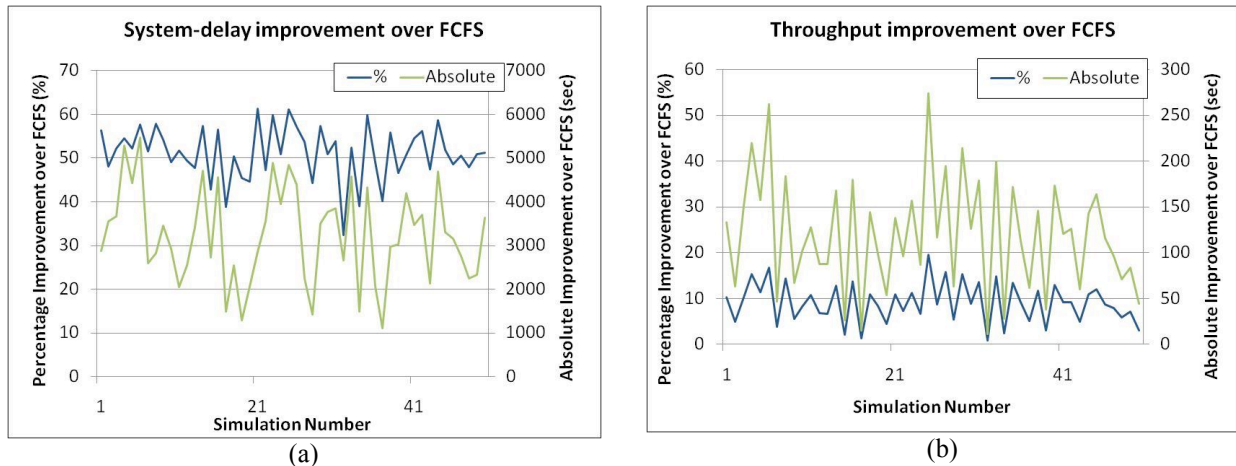 System-delay improvement over FCFS
% Absolute
Percentage Improvement over FCFS (%)
70
60
50
40
30
20
10
0
7000
6000
5000
4000
3000
2000
1000
0
Absolute Improvement over FCFS (sec)
1 21 41
Simulation Number
(a)
Throughput improvement over FCFS
% Absolute
Percentage Improvement over FCFS (%)
60
50
40
30
20
10
0
300
250
200
150
100
50
0
Absolute Improvement over FCFS (sec)
1 21 41
Simulation Number
(b)